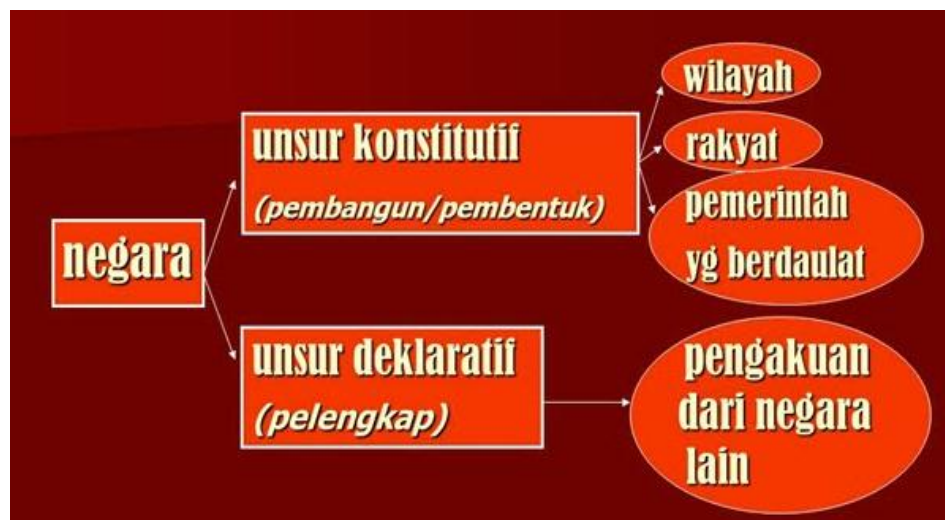 negara
unsur konstitutif
(pembangun/pembentuk)
wilayah
rakyat
pemerintah
yg berdaulat
unsur deklaratif
(pelengkap)
pengakuan
dari negara
lain